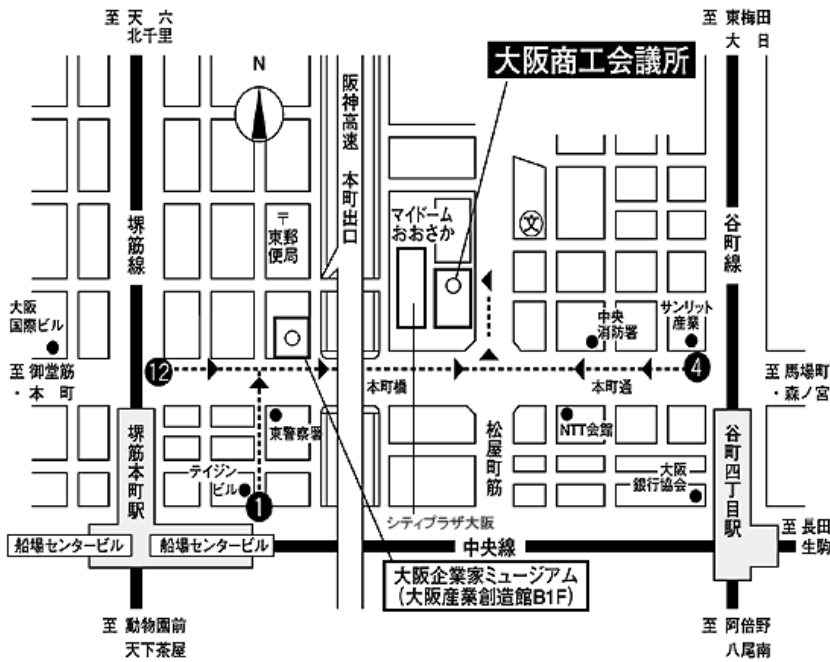 至 天 六
北千里
至 東梅田
大 日
N
大阪商工会議所
阪神高速 本町出口
堺筋線
谷町線
〒
東郵
便局
マイドーム
おおさか
文
大阪
国際ビル
中央
消防署
サンリット
産業
至 御堂筋
・本 町
12
4
至 馬場町
・森ノ宮
本町橋
本町通
堺筋本町駅
東警察署
テイジン
ビル
1
松屋町筋
NTT会館
大阪
銀行協会
谷町四丁目駅
シティプラザ大阪
船場センタービル
船場センタービル
中央線
至 長田
生駒
大阪企業家ミュージアム
(大阪産業創造館B1F)
至 動物園前
天下茶屋
至 阿倍野
八尾南